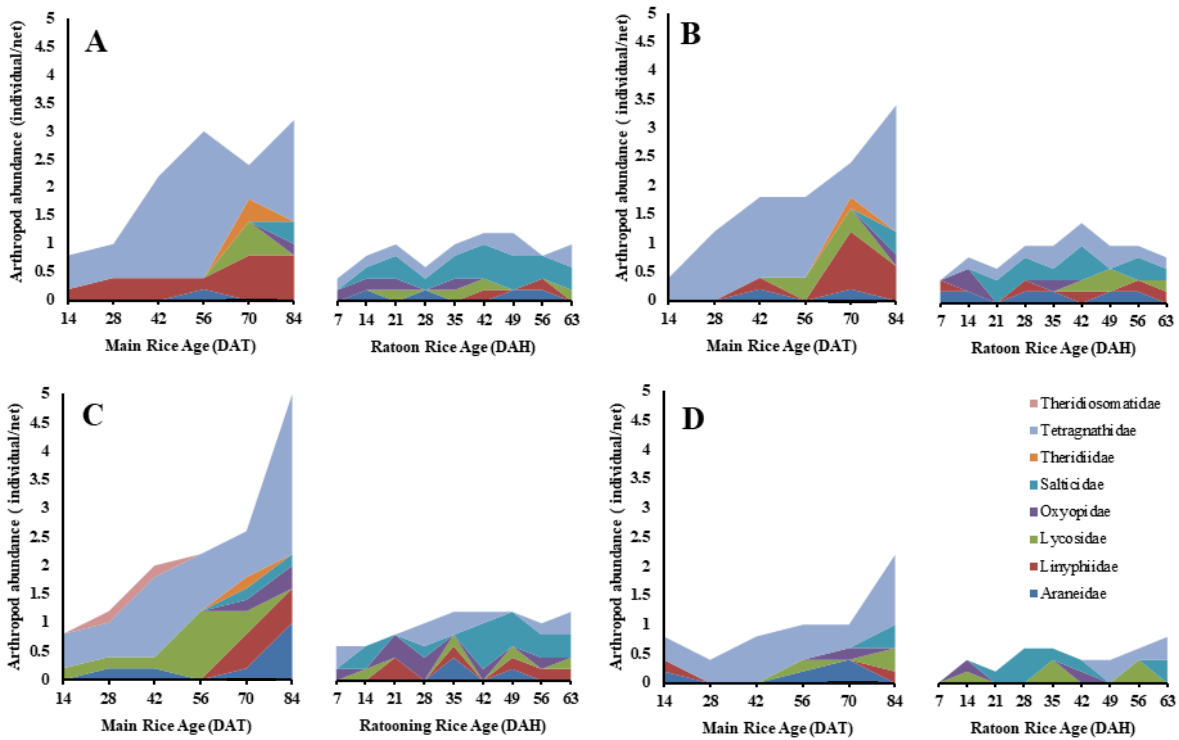 A
Arthropod abundance (individual/net)
5
4.5
4
3.5
3
2.5
2
1.5
1
0.5
0
14 28 42 56 70 84
Main Rice Age (DAT)
7 14 21 28 35 42 49 56 63
Ratoon Rice Age (DAH)
B
Arthropod abundance ( individual/net)
5
4.5
4
3.5
3
2.5
2
1.5
1
0.5
0
14 28 42 56 70 84
Main Rice Age (DAT)
7 14 21 28 35 42 49 56 63
Ratoon Rice Age (DAH)
C
Arthropod abundance ( individual/net)
5
4.5
4
3.5
3
2.5
2
1.5
1
0.5
0
14 28 42 56 70 84
Main Rice Age (DAT)
7 14 21 28 35 42 49 56 63
Ratooning Rice Age (DAH)
D
Arthropod abundance ( individual/net)
5
4.5
4
3.5
3
2.5
2
1.5
1
0.5
0
14 28 42 56 70 84
Main Rice Age (DAT)
Theridiosomatidae
Tetragnathidae
Theridiidae
Salticidae
Oxyopidae
Lycosidae
Linyphiidae
Araneidae
7 14 21 28 35 42 49 56 63
Ratoon Rice Age (DAH)